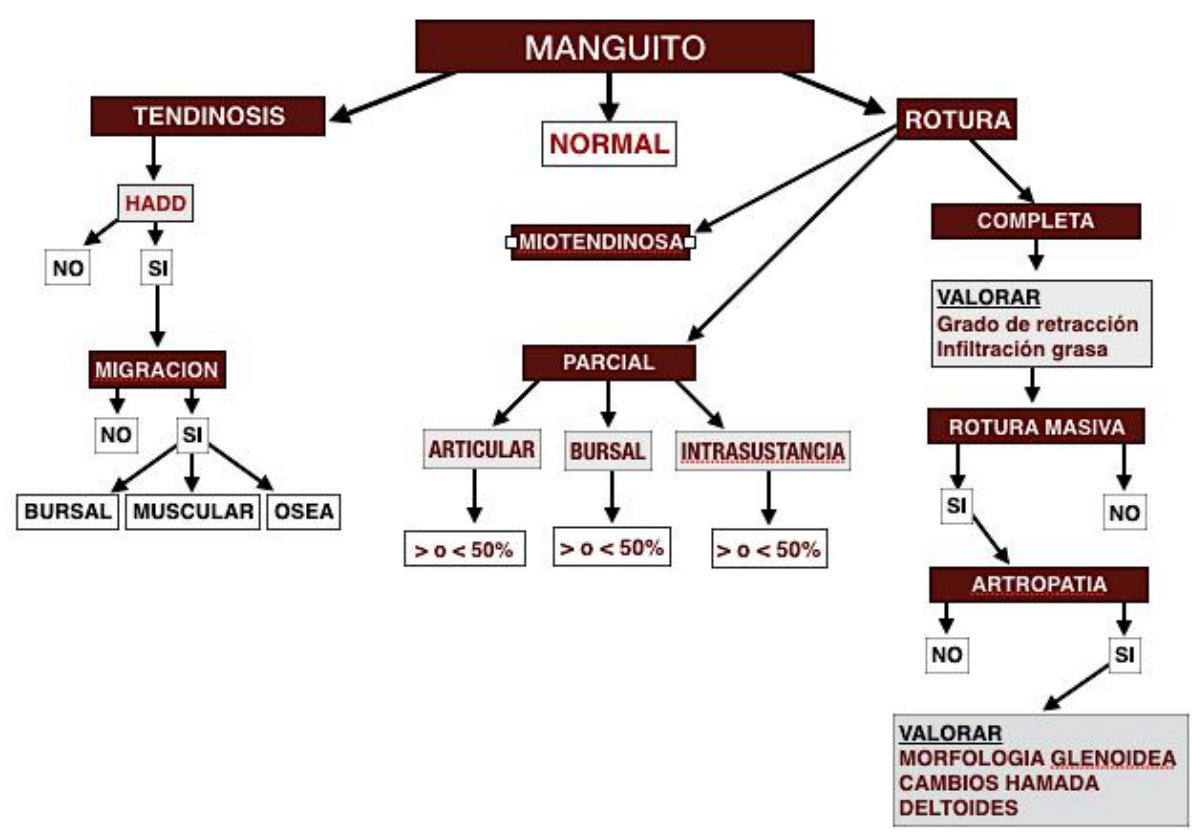 MANGUITO
TENDINOSIS
NORMAL
ROTURA
HADD
NO
SI
MIGRACION
NO
SI
BURSAL
MUSCULAR
OSEA
MIOTENDINOSA
PARCIAL
ARTICULAR
BURSAL
INTRASUSTANCIA
> o < 50%
> o < 50%
> o < 50%
COMPLETA
VALORAR
Grado de retracción
Infiltración grasa
ROTURA MASIVA
SI
NO
ARTROPATIA
NO
SI
VALORAR
MORFOLOGIA GLENOIDEA
CAMBIOS HAMADA
DELTOIDES